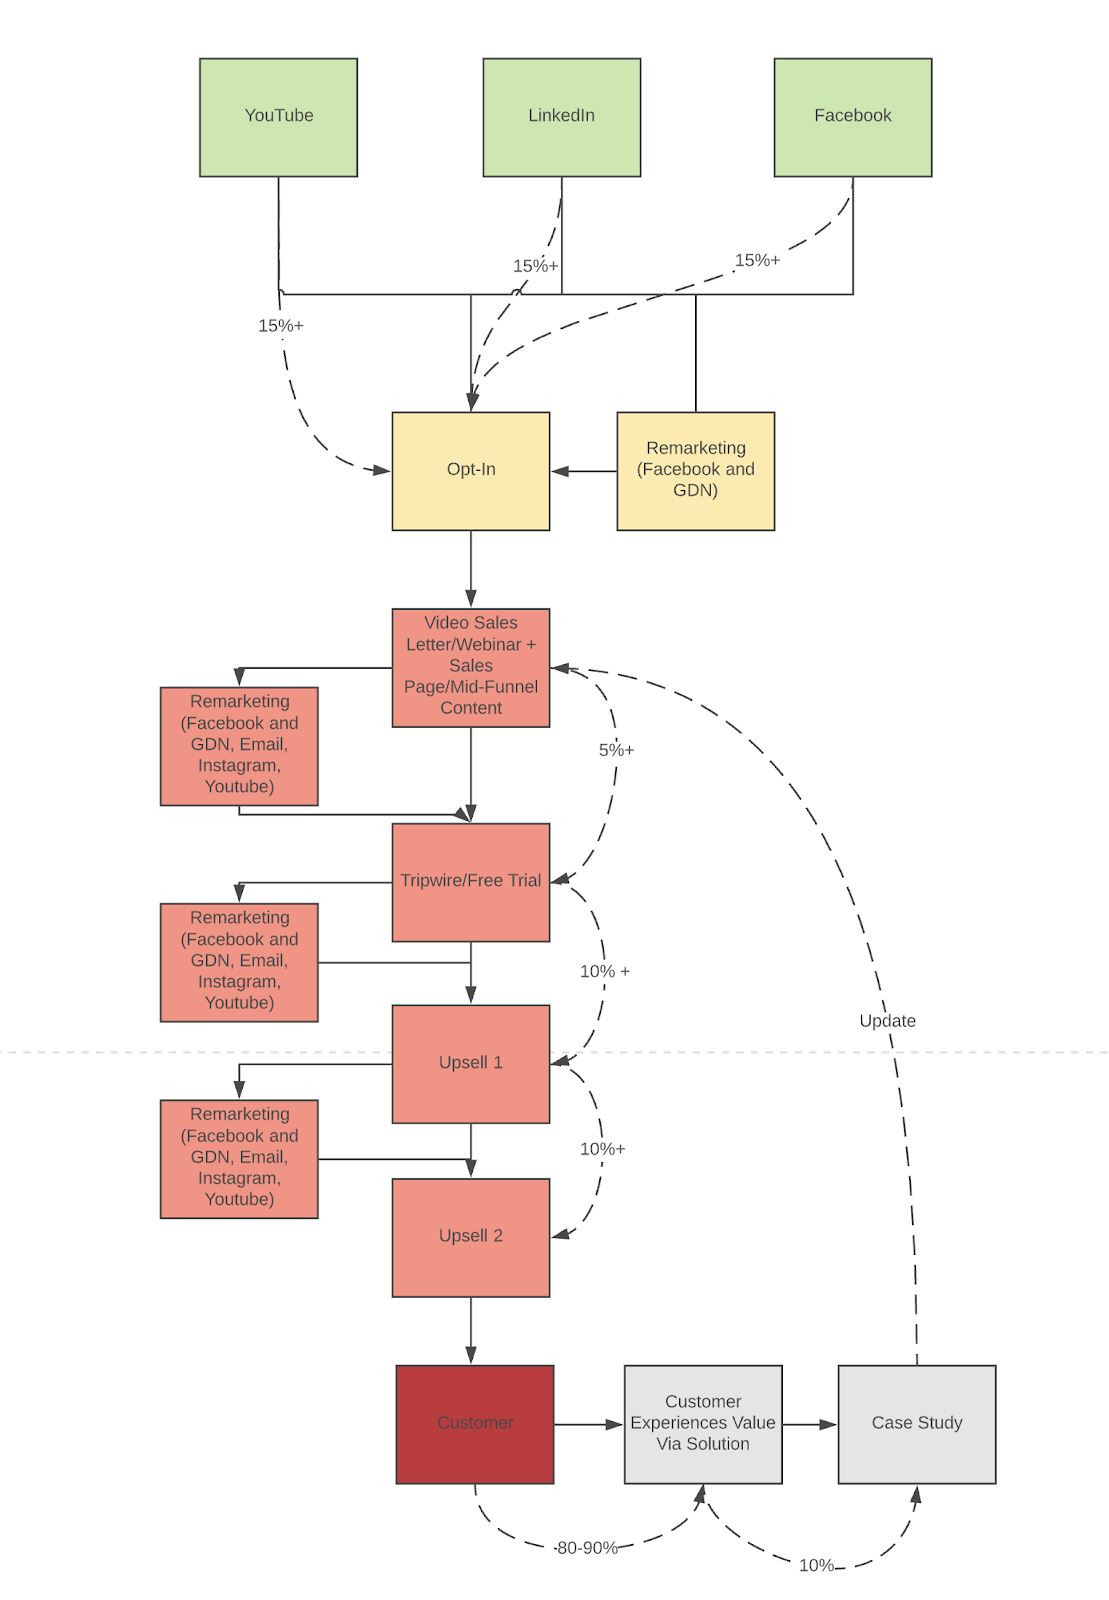 YouTube
LinkedIn
Facebook
15%+
15%+
15%+
Opt-In
Remarketing
(Facebook and
GDN)
Video Sales
Letter/Webinar +
Sales
Page/Mid-Funnel
Content
Remarketing
(Facebook and
GDN, Email,
Instagram,
Youtube)
5%+
Tripwire/Free Trial
Remarketing
(Facebook and
GDN, Email,
Instagram,
Youtube)
10% +
Update
Upsell 1
Remarketing
(Facebook and
GDN, Email,
Instagram,
Youtube)
10%+
Upsell 2
Customer
Customer
Experiences Value
Via Solution
Case Study
80-90%
10%